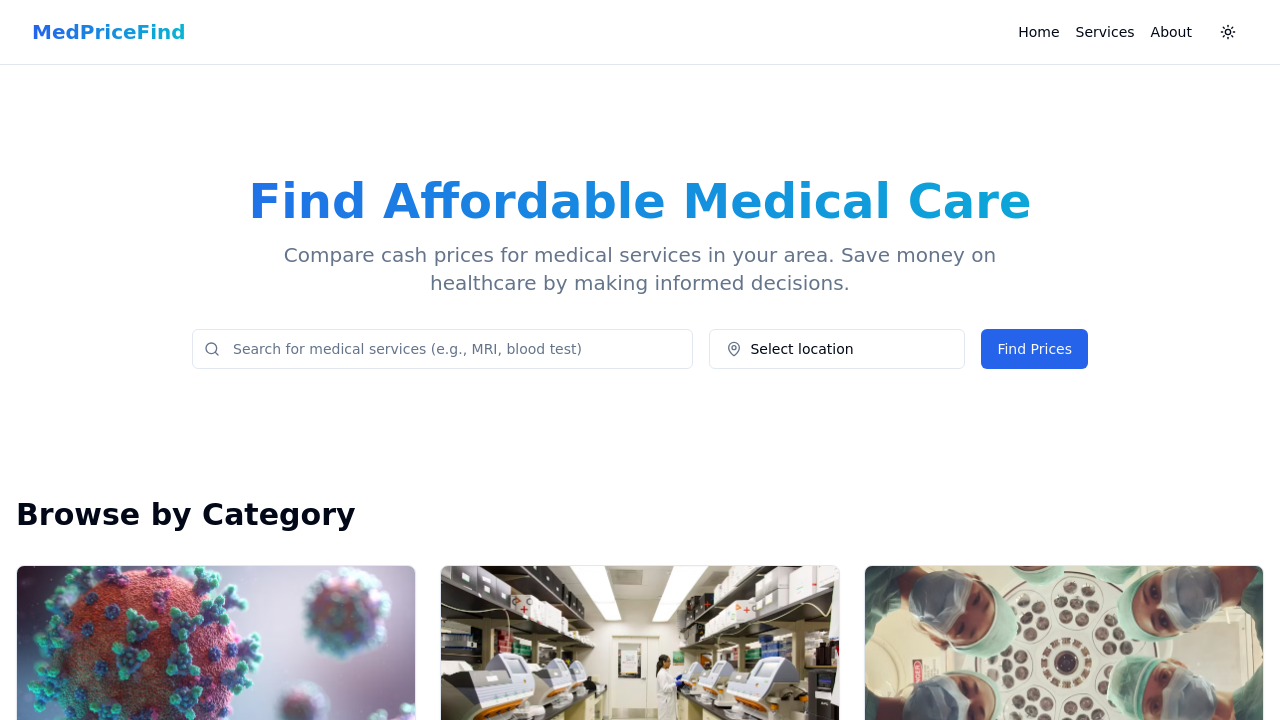 MedPriceFind
Home
Services
About
Find Affordable Medical Care
Compare cash prices for medical services in your area. Save money on
healthcare by making informed decisions.
Search for medical services (e.g., MRI, blood test)
Select location
Find Prices
Browse by Category